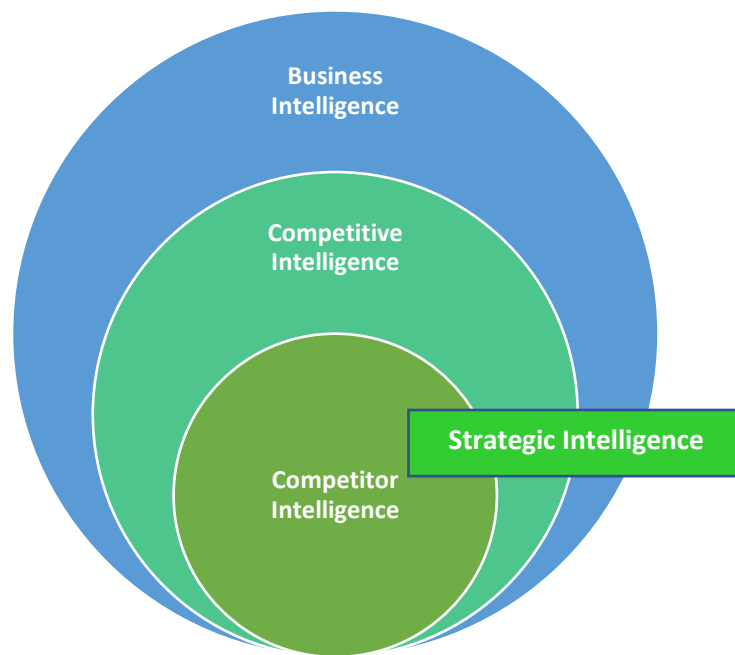 Business
Intelligence
Competitive
Intelligence
Strategic Intelligence
Competitor
Intelligence